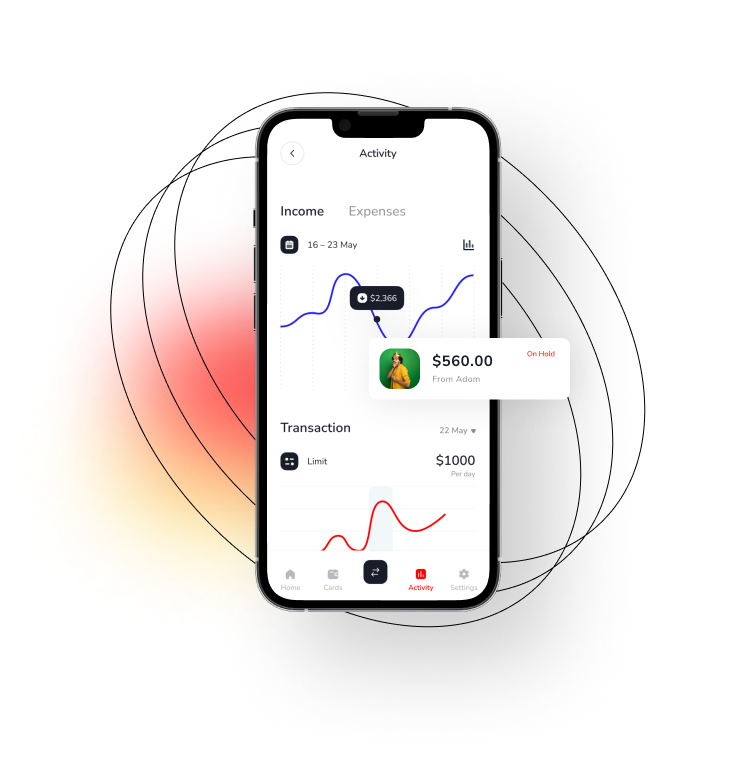 Activity
Income Expenses
16 – 23 May
$2,366
$560.00
On Hold
From Adom
Transaction
22 May
Limit
$1000
Per day
Home Cards Activity Settings